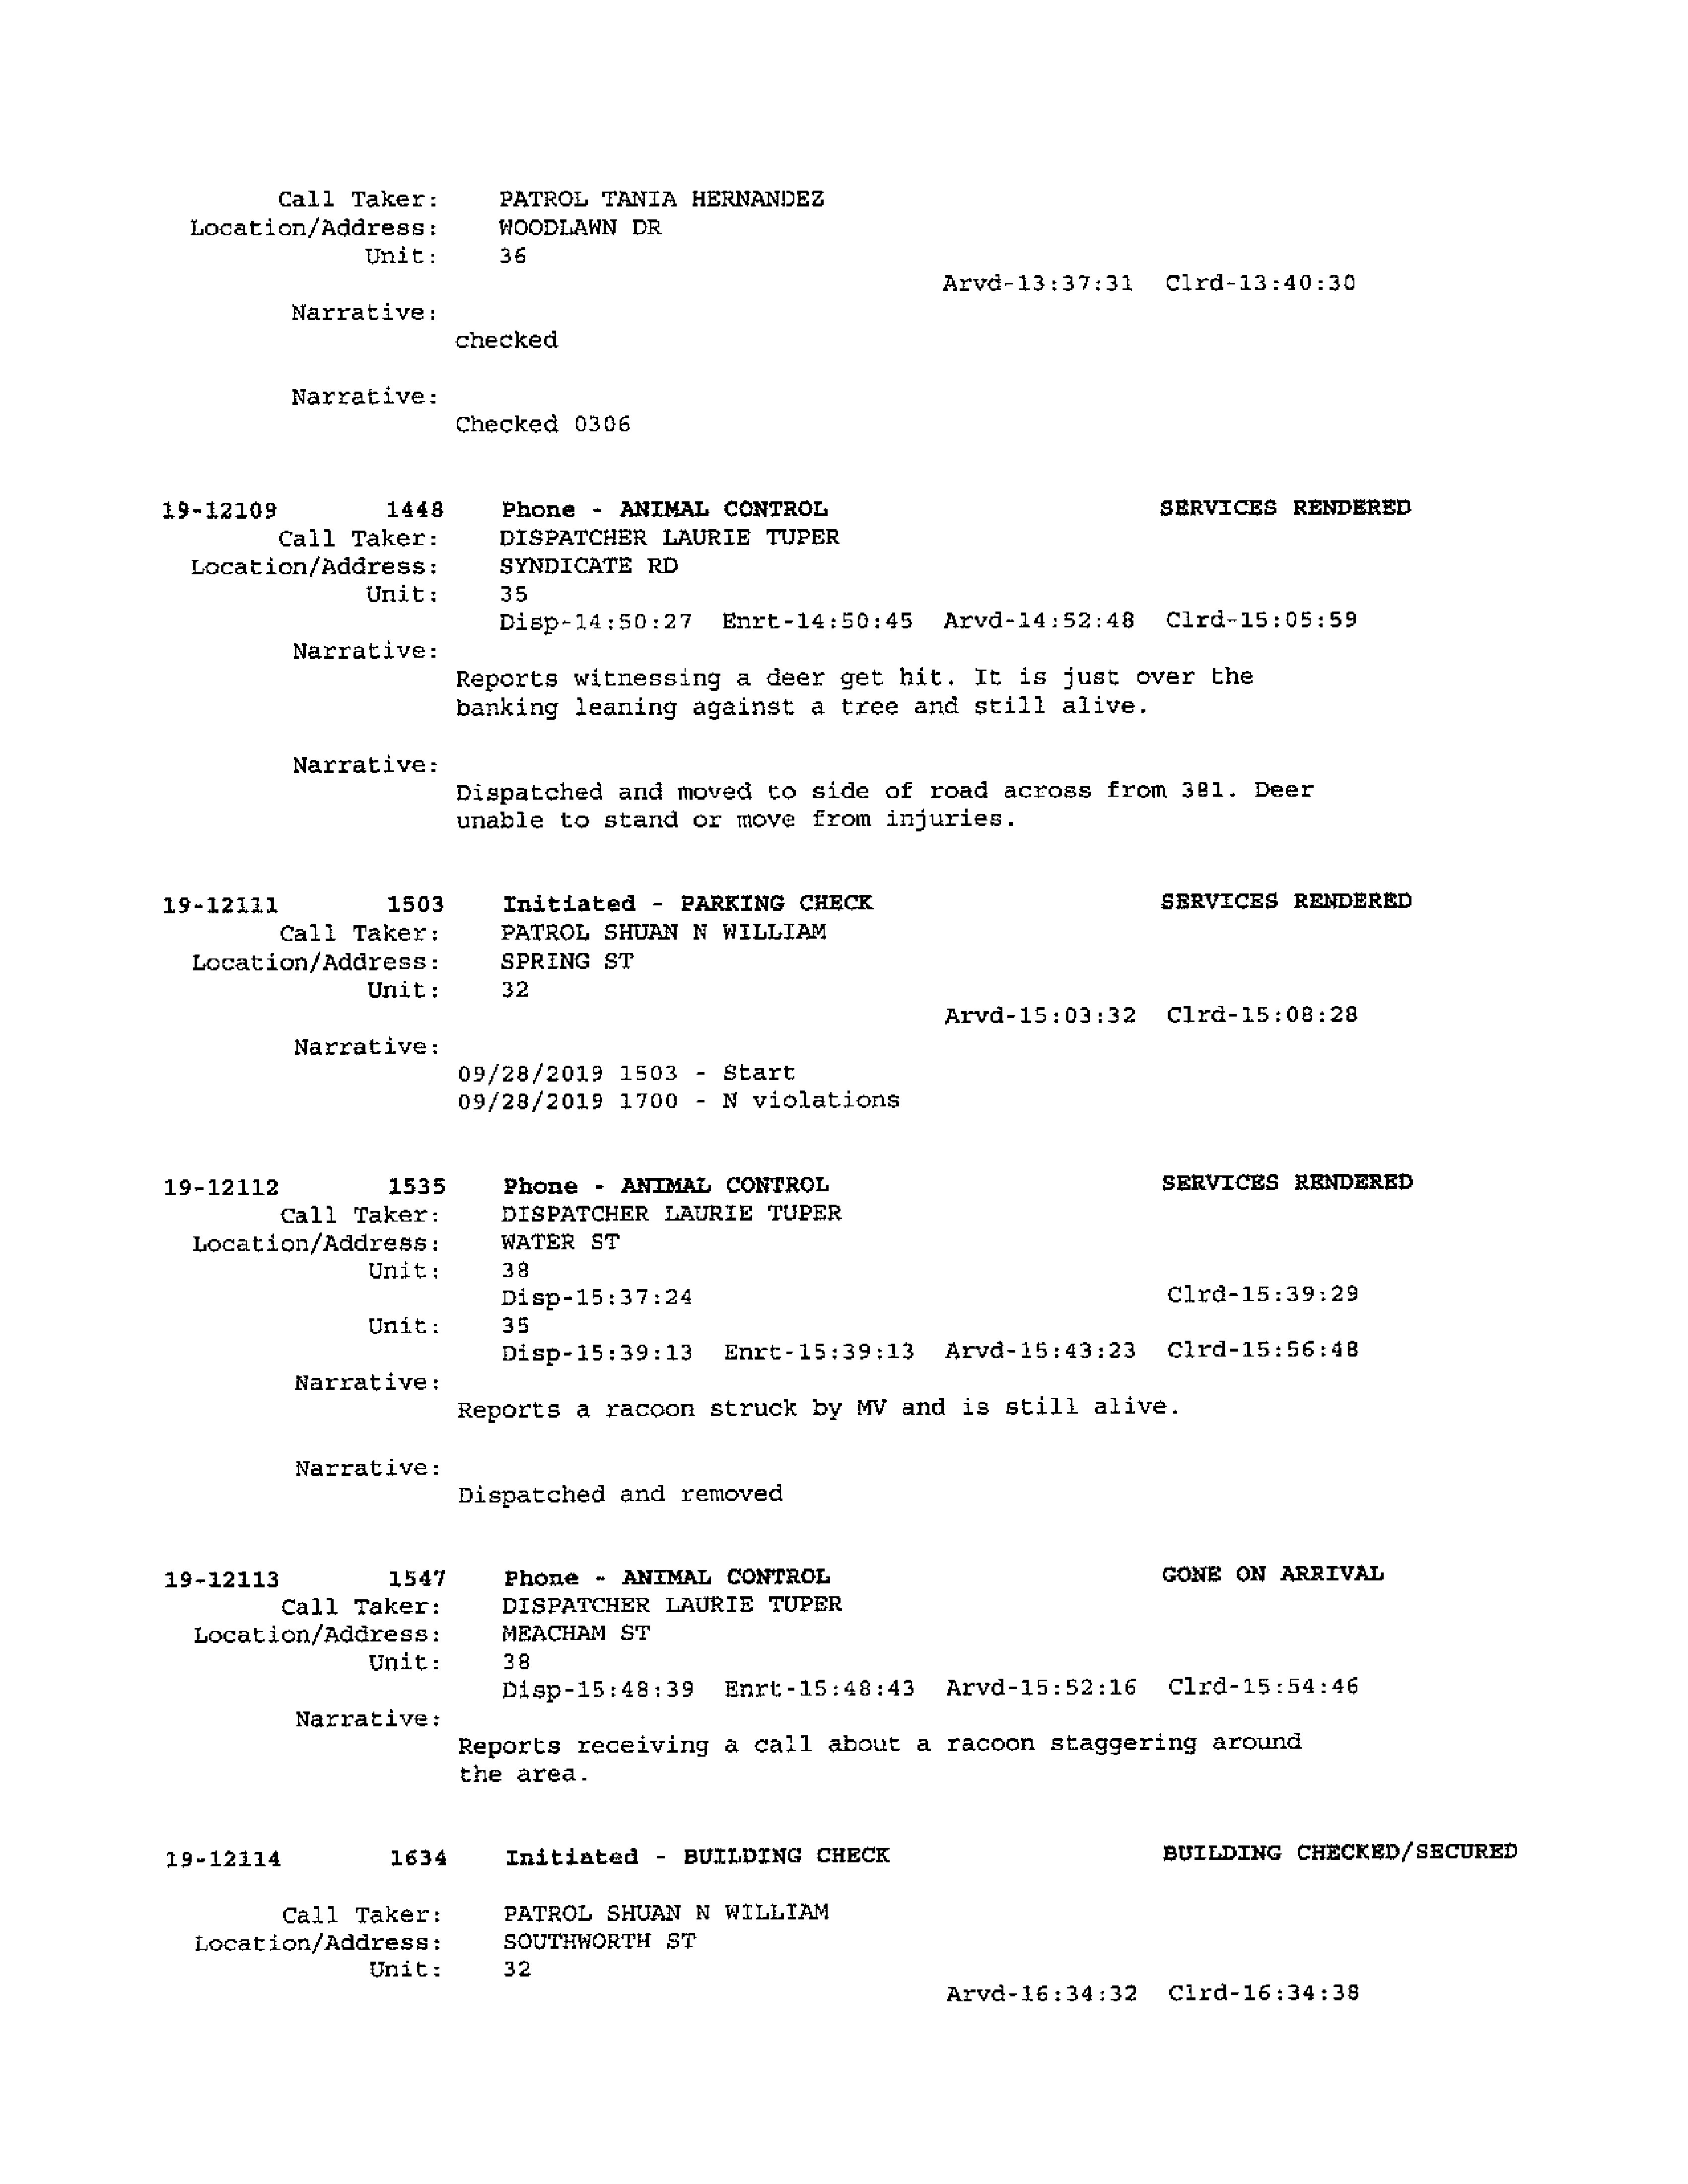 Call Taker: PATROL TANIA HERNANDEZ
Location/Address: WOODLAWN DR
Unit: 36
Arvd-13:37:31 Clrd-13:40:30
Narrative:
checked
Narrative:
Checked 0306
19-12109 1448 Phone - ANIMAL CONTROL SERVICES RENDERED
Call Taker: DISPATCHER LAURIE TUPER
Location/Address: SYNDICATE RD
Unit: 35
Disp-14:50:27 Enrt-14:50:45 Arvd-14:52:48 Clrd-15:05:59
Narrative:
Reports witnessing a deer get hit. It is just over the
banking leaning against a tree and still alive.
Narrative:
Dispatched and moved to side of road across from 381. Deer
unable to stand or move from injuries.
19-12111 1503 Initiated - PARKING CHECK SERVICES RENDERED
Call Taker: PATROL SHUAN N WILLIAM
Location/Address: SPRING ST
Unit: 32
Arvd-15:03:32 Clrd-15:08:28
Narrative:
09/28/2019 1503 - Start
09/28/2019 1700 - N violations
19-12112 1535 Phone - ANIMAL CONTROL SERVICES RENDERED
Call Taker: DISPATCHER LAURIE TUPER
Location/Address: WATER ST
Unit: 38
Disp-15:37:24 Clrd-15:39:29
Unit: 35
Disp-15:39:13 Enrt-15:39:13 Arvd-15:43:23 Clrd-15:56:48
Narrative:
Reports a racoon struck by MV and is still alive.
Narrative:
Dispatched and removed
19-12113 1547 Phone - ANIMAL CONTROL GONE ON ARRIVAL
Call Taker: DISPATCHER LAURIE TUPER
Location/Address: MEACHAM ST
Unit: 38
Disp-15:48:39 Enrt-15:48:43 Arvd-15:52:16 Clrd-15:54:46
Narrative:
Reports receiving a call about a racoon staggering around
the area.
19-12114 1634 Initiated - BUILDING CHECK BUILDING CHECKED/SECURED
Call Taker: PATROL SHUAN N WILLIAM
Location/Address: SOUTHWORTH ST
Unit: 32
Arvd-16:34:32 Clrd-16:34:38